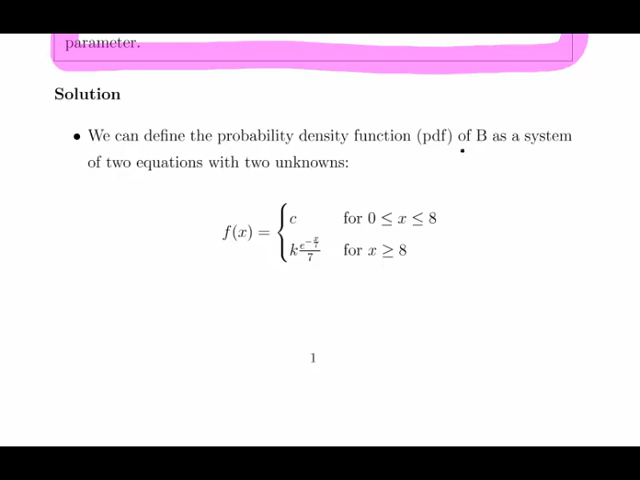 parameter.
Solution
• We can define the probability density function (pdf) of B as a system
of two equations with two unknowns:
f(x) = { c for 0 ≤ x ≤ 8
k e^{-x/7}/7 for x ≥ 8
1